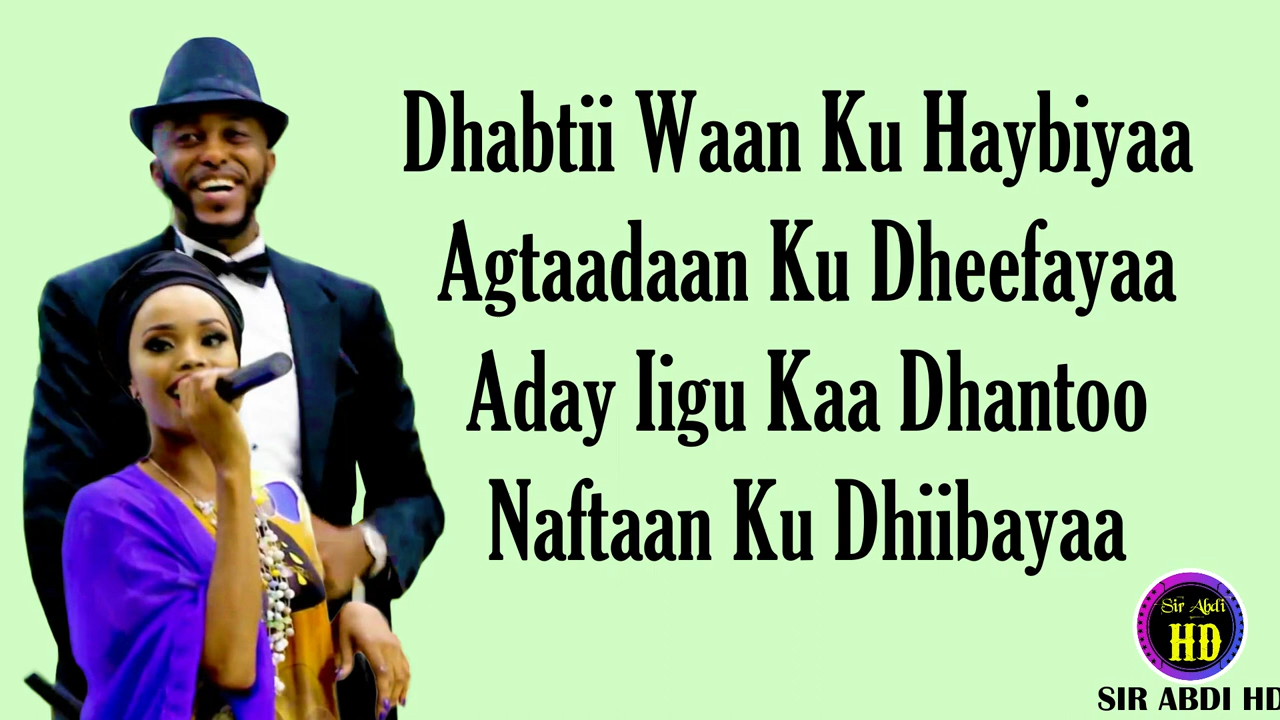 Dhabtii Waan Ku Haybiyaa
Agtaadaan Ku Dheefayaa
Aday Iigu Kaa Dhantoo
Naftaan Ku Dhiibayaa
Sir Abdi
HD
SIR ABDI HD